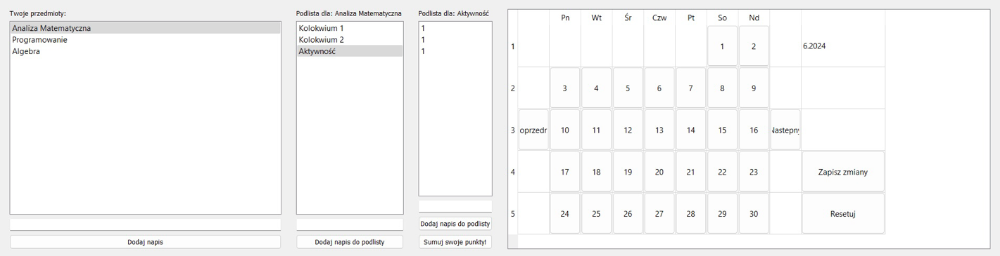 Twoje przedmioty:
Analiza Matematyczna
Programowanie
Algebra
Dodaj napis
Podlista dla: Analiza Matematyczna
Kolokwium 1
Kolokwium 2
Aktywność
Dodaj napis do podlisty
Podlista dla: Aktywność
1
1
1
Dodaj napis do podlisty
Sumuj swoje punkty!
Pn Wt Śr Czw Pt So Nd
1 1 2 6.2024
2 3 4 5 6 7 8 9
3 oprzedr 10 11 12 13 14 15 16 Nastepny
4 17 18 19 20 21 22 23 Zapisz zmiany
5 24 25 26 27 28 29 30 Resetuj